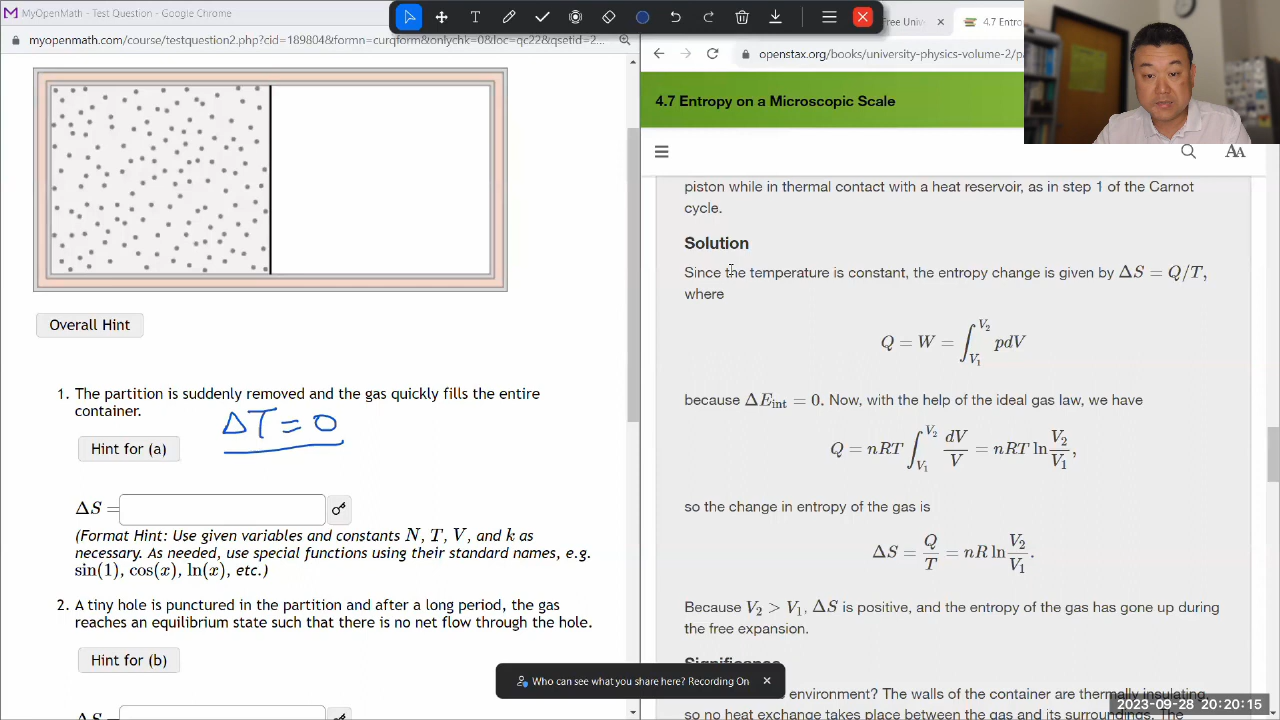 MyOpenMath - Test Question - Google Chrome
myopenmath.com/course/testquestion2.php?cid=189804&formn=curqform&onlychk=0&loc=qc22&qsetid=2...
Overall Hint
1. The partition is suddenly removed and the gas quickly fills the entire
container.
ΔT = 0
Hint for (a)
ΔS =
(Format Hint: Use given variables and constants N, T, V, and k as
necessary. As needed, use special functions using their standard names, e.g.
sin(1), cos(x), ln(x), etc.)
2. A tiny hole is punctured in the partition and after a long period, the gas
reaches an equilibrium state such that there is no net flow through the hole.
Hint for (b)
T
4.7 Entro
openstax.org/books/university-physics-volume-2/pa
4.7 Entropy on a Microscopic Scale
AA
piston while in thermal contact with a heat reservoir, as in step 1 of the Carnot
cycle.
Solution
Since the temperature is constant, the entropy change is given by ΔS = Q/T,
where
Q = W = ∫_{V₁}^{V₂} pdV
because ΔE_int = 0. Now, with the help of the ideal gas law, we have
Q = nRT ∫_{V₁}^{V₂} dV/V = nRT ln V₂/V₁,
so the change in entropy of the gas is
ΔS = Q/T = nR ln V₂/V₁.
Because V₂ > V₁, ΔS is positive, and the entropy of the gas has gone up during
the free expansion.
environment? The walls of the container are thermally insulating,
so no heat exchange takes place between the gas and its surroundings. The
Who can see what you share here? Recording On
2023-09-28 20:20:15